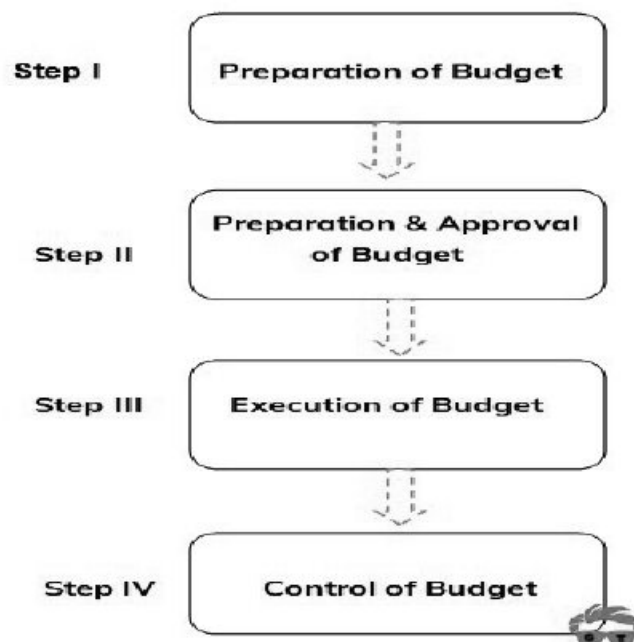 Step I
Preparation of Budget
Step II
Preparation & Approval
of Budget
Step III
Execution of Budget
Step IV
Control of Budget